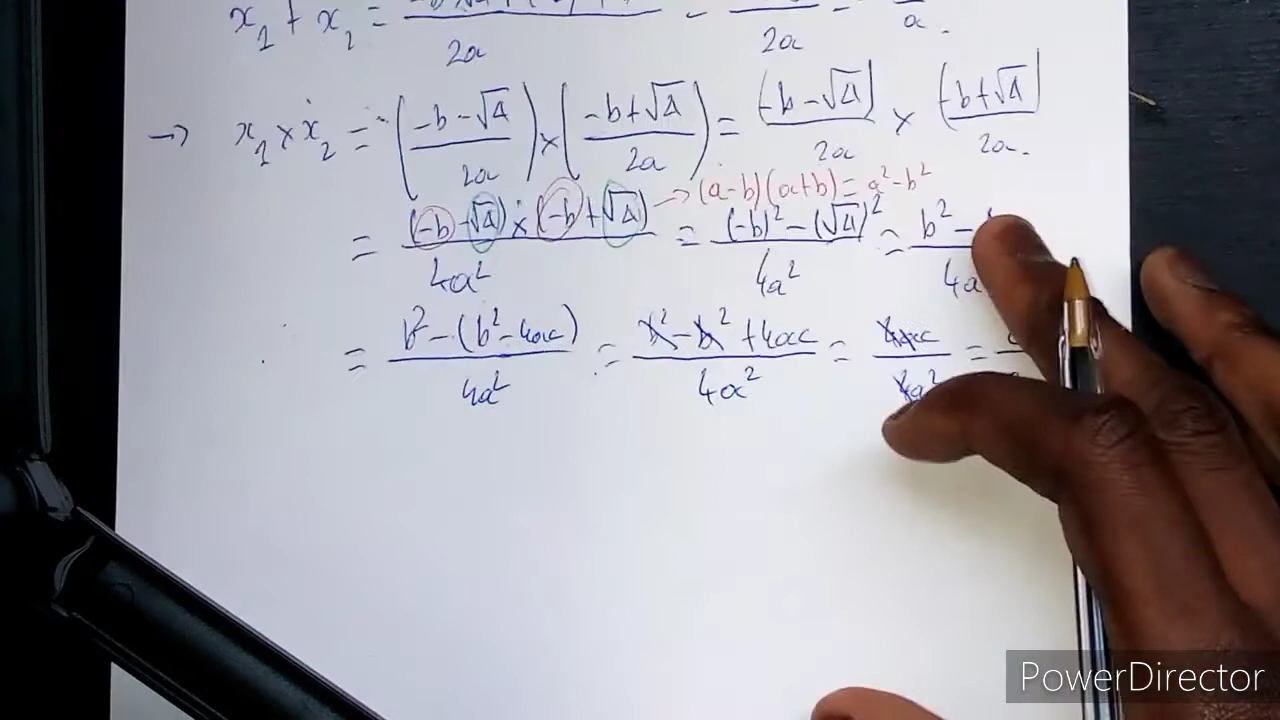 x₁ + x₂ = ――― / 2a = ――― / 2a = ― / a.
→ x₁ × x₂ = ((-b - √Δ) / 2a) × ((-b + √Δ) / 2a) = (-b - √Δ) / 2a × (-b + √Δ) / 2a.
→ (a-b)(a+b) = a² - b²
= (-b - √Δ) × (-b + √Δ) / 4a² = ((-b)² - (√Δ)²) / 4a² = b² - / 4a
= (b² - (b² - 4ac)) / 4a² = (b² - b² + 4ac) / 4a² = 4ac / 4a² =
PowerDirector